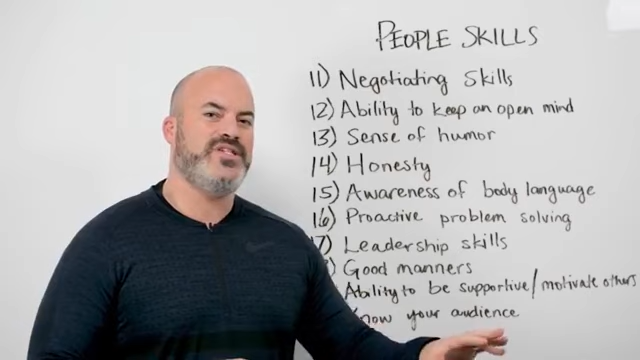 PEOPLE SKILLS
11) Negotiating Skills
12) Ability to keep an open mind
13) Sense of humor
14) Honesty
15) Awareness of body language
16) Proactive problem solving
17) Leadership skills
) Good manners
Ability to be supportive/motivate others
Know your audience